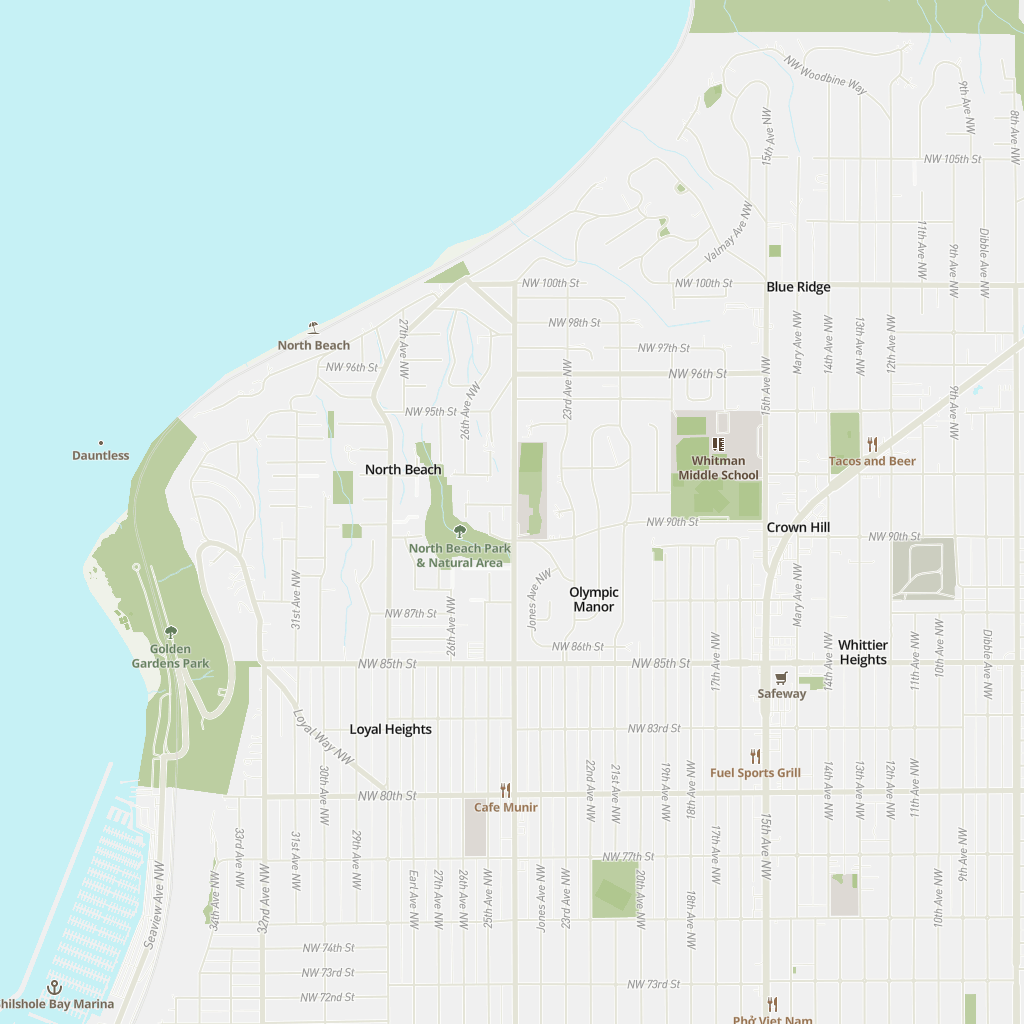 NW Woodbine Way
9th Ave NW
8th Ave NW
15th Ave NW
NW 105th St
Valmay Ave NW
11th Ave NW
9th Ave NW
Dibble Ave NW
NW 100th St
NW 100th St
Blue Ridge
NW 98th St
27th Ave NW
North Beach
NW 97th St
Mary Ave NW
14th Ave NW
13th Ave NW
12th Ave NW
NW 96th St
NW 96th St
23rd Ave NW
15th Ave NW
9th Ave NW
NW 95th St
26th Ave NW
Dauntless
North Beach
Whitman
Middle School
Tacos and Beer
NW 90th St
Crown Hill
NW 90th St
North Beach Park
& Natural Area
31st Ave NW
Jones Ave NW
Olympic
Manor
Mary Ave NW
NW 87th St
26th Ave NW
NW 86th St
Golden
Gardens Park
NW 85th St
NW 85th St
17th Ave NW
14th Ave NW
Whittier
Heights
11th Ave NW
10th Ave NW
Dibble Ave NW
Safeway
Loyal Way NW
Loyal Heights
NW 83rd St
Fuel Sports Grill
30th Ave NW
NW 80th St
Cafe Munir
22nd Ave NW
21st Ave NW
19th Ave NW
18th Ave NW
14th Ave NW
13th Ave NW
12th Ave NW
11th Ave NW
33rd Ave NW
31st Ave NW
29th Ave NW
NW 77th St
17th Ave NW
15th Ave NW
9th Ave NW
Seaview Ave NW
34th Ave NW
32nd Ave NW
Earl Ave NW
27th Ave NW
26th Ave NW
25th Ave NW
Jones Ave NW
23rd Ave NW
20th Ave NW
18th Ave NW
10th Ave NW
NW 74th St
NW 73rd St
NW 73rd St
NW 72nd St
Shilshole Bay Marina
Phở Viet Nam